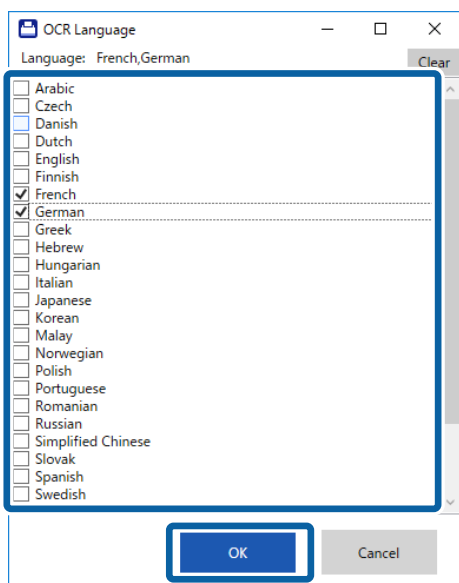 OCR Language
Language: French,German
Clear
Arabic
Czech
Danish
Dutch
English
Finnish
French
German
Greek
Hebrew
Hungarian
Italian
Japanese
Korean
Malay
Norwegian
Polish
Portuguese
Romanian
Russian
Simplified Chinese
Slovak
Spanish
Swedish
OK Cancel